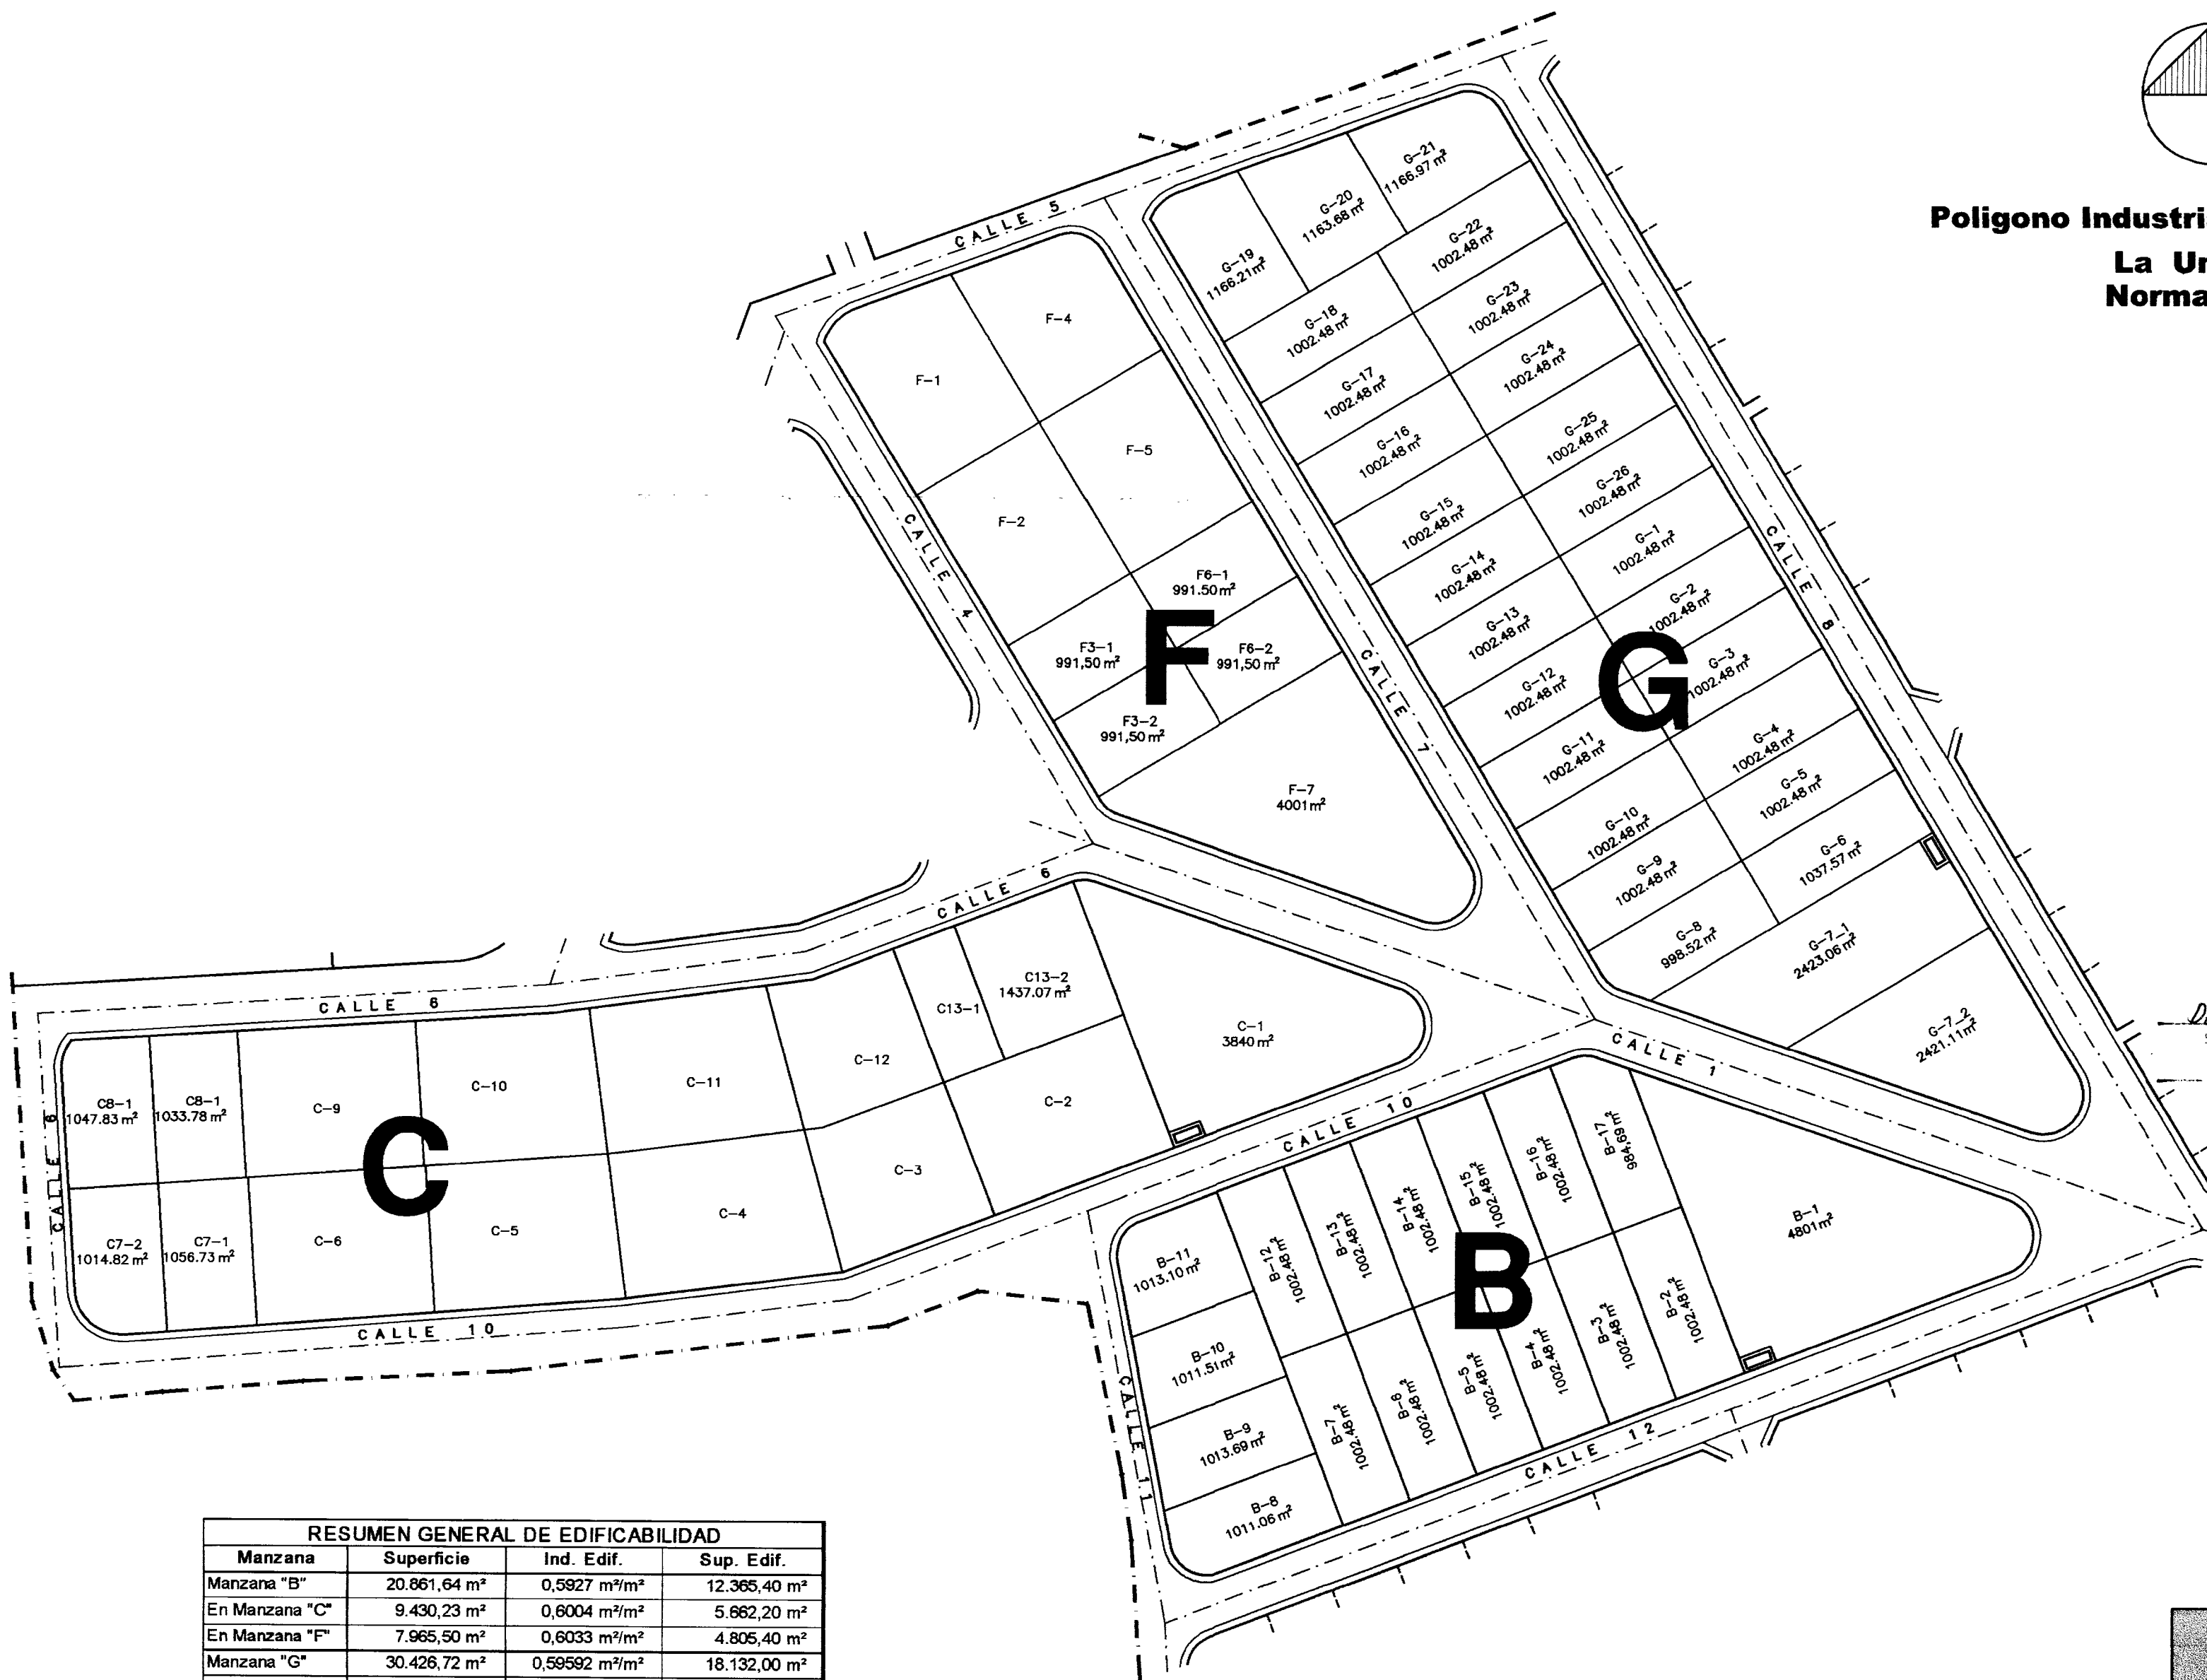 Poligono Industri
La Ur
Norma
CALLE 5
G-21
1166.97 m²
G-20
1163.68 m²
G-19
1166.21 m²
G-22
1002.48 m²
G-18
1002.48 m²
G-23
1002.48 m²
G-17
1002.48 m²
G-24
1002.48 m²
G-16
1002.48 m²
G-25
1002.48 m²
G-15
1002.48 m²
G-26
1002.48 m²
G-14
1002.48 m²
G-1
1002.48 m²
G-13
1002.48 m²
G-2
1002.48 m²
G-12
1002.48 m²
G-3
1002.48 m²
G-11
1002.48 m²
G-4
1002.48 m²
G-10
1002.48 m²
G-5
1002.48 m²
G-9
1002.48 m²
G-6
1037.57 m²
G-8
998.52 m²
G-7_1
2423.06 m²
G-7_2
2421.11 m²
G
CALLE 8
CALLE 7
F-4
F-1
F-5
F-2
F6-1
991.50 m²
F3-1
991,50 m²
F6-2
991,50 m²
F3-2
991,50 m²
F-7
4001 m²
F
CALLE 4
CALLE 6
CALLE 6
CALLE 6
C13-2
1437.07 m²
C13-1
C-1
3840 m²
C-12
C-11
C-10
C-9
C8-1
1033.78 m²
C8-1
1047.83 m²
C-2
C-3
C-4
C-5
C-6
C7-1
1056.73 m²
C7-2
1014.82 m²
C
CALLE 10
CALLE 10
CALLE 1
B-17
984,69 m²
B-16
1002.48 m²
B-15
1002.48 m²
B-14
1002.48 m²
B-13
1002.48 m²
B-12
1002.48 m²
B-11
1013.10 m²
B-10
1011.51 m²
B-9
1013.69 m²
B-8
1011.06 m²
B-7
1002.48 m²
B-6
1002.48 m²
B-5
1002.48 m²
B-4
1002.48 m²
B-3
1002.48 m²
B-2
1002.48 m²
B-1
4801 m²
B
CALLE 11
CALLE 12
RESUMEN GENERAL DE EDIFICABILIDAD
Manzana Superficie Ind. Edif. Sup. Edif.
Manzana "B" 20.861,64 m² 0,5927 m²/m² 12.365,40 m²
En Manzana "C" 9.430,23 m² 0,6004 m²/m² 5.662,20 m²
En Manzana "F" 7.965,50 m² 0,6033 m²/m² 4.805,40 m²
Manzana "G" 30.426,72 m² 0,59592 m²/m² 18.132,00 m²